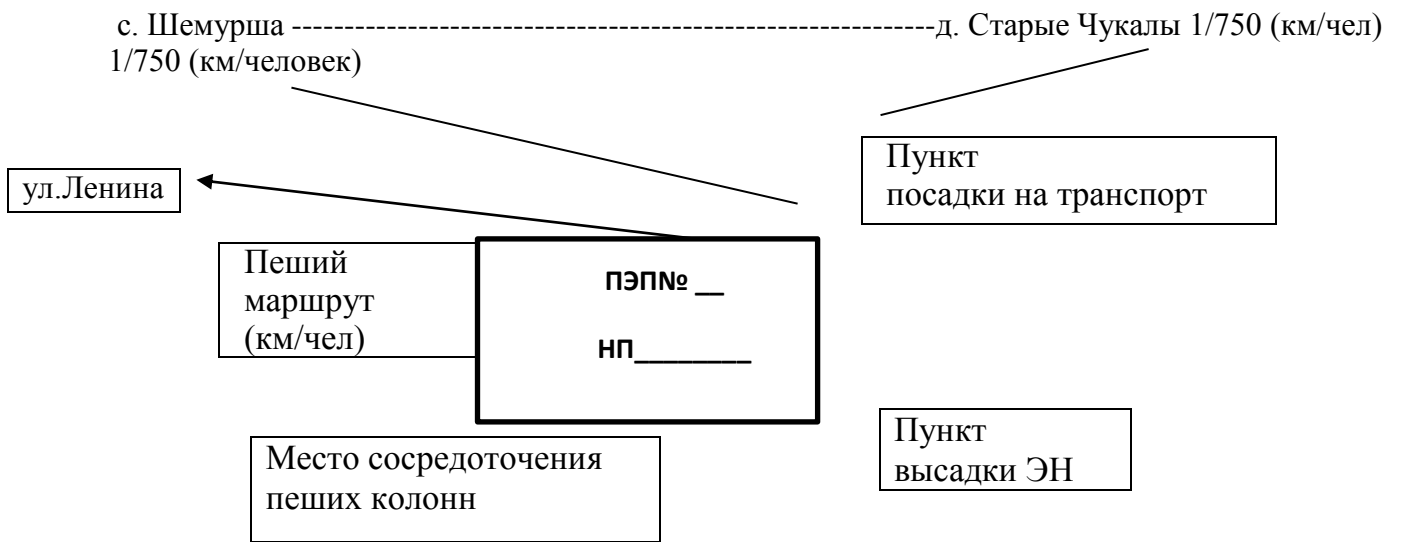 с. Шемурша ----------------------------------------------д. Старые Чукалы 1/750 (км/чел)
1/750 (км/человек)
Пункт
посадки на транспорт
ул.Ленина
Пеший
маршрут
(км/чел)
ПЭП№ __
НП________
Пункт
высадки ЭН
Место сосредоточения
пеших колонн